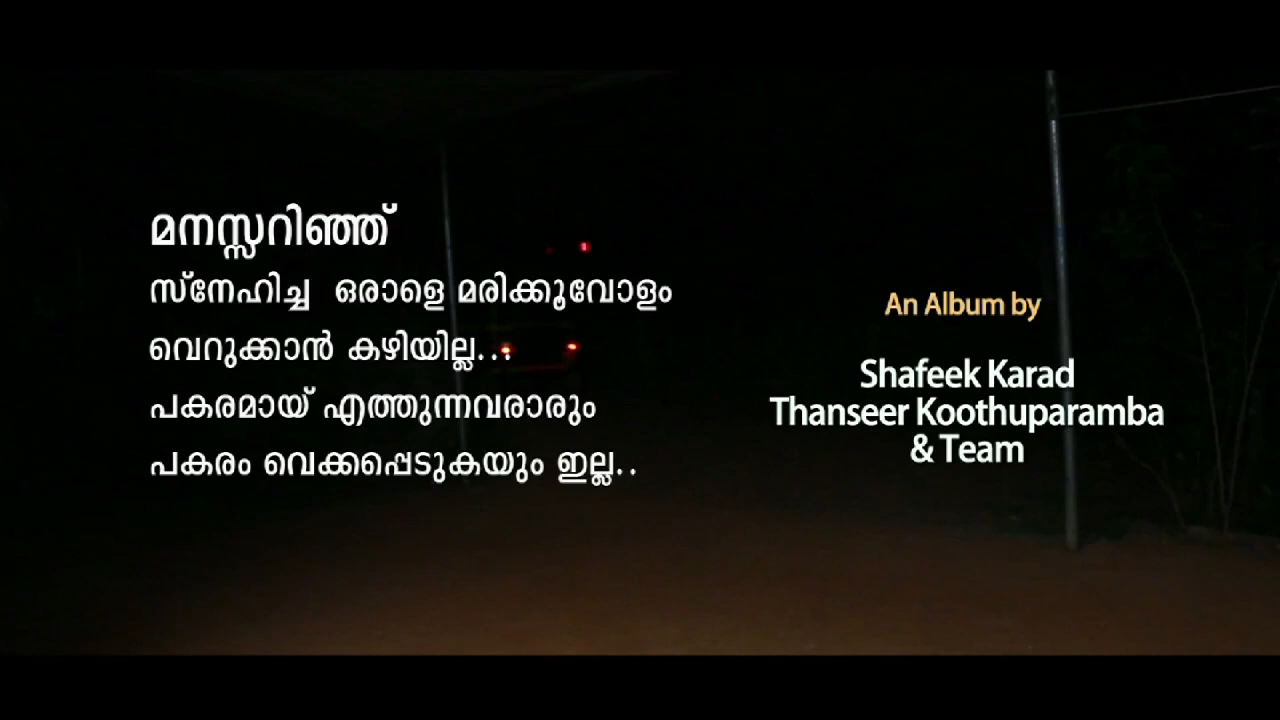 മനസ്സറിഞ്ഞ്
സ്നേഹിച്ച ഒരാളെ മരിക്കൂവോളം
വെറുക്കാൻ കഴിയില്ല...
പകരമായ് എത്തുന്നവരാരും
പകരം വെക്കപ്പെടുകയും ഇല്ല..
An Album by
Shafeek Karad
Thanseer Koothuparamba
& Team